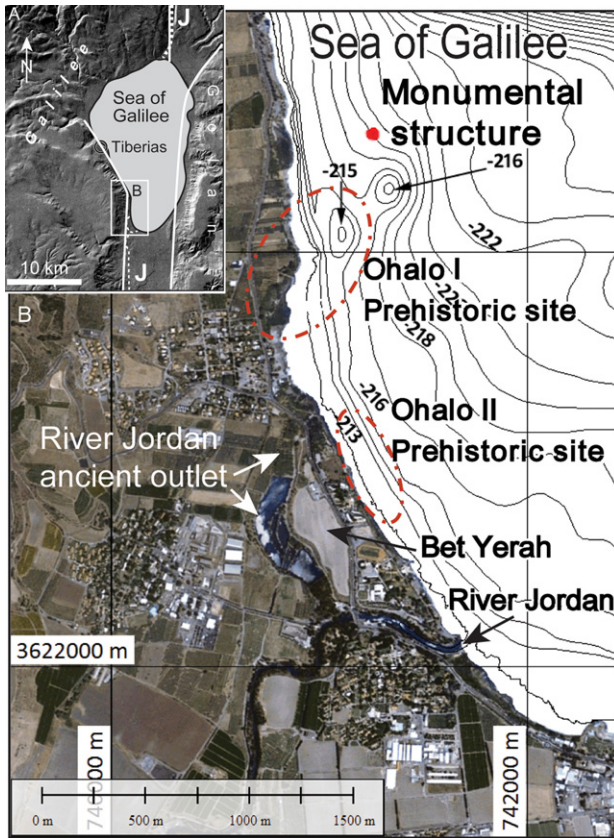 A
N
J
Galilee
Sea of
Galilee
Golan
Tiberias
B
10 km
J
B
Sea of Galilee
Monumental
structure
-215
-216
-222
Ohalo I
Prehistoric site
-218
-216
Ohalo II
-213
Prehistoric site
River Jordan
ancient outlet
Bet Yerah
River Jordan
3622000 m
740000 m
742000 m
0 m
500 m
1000 m
1500 m